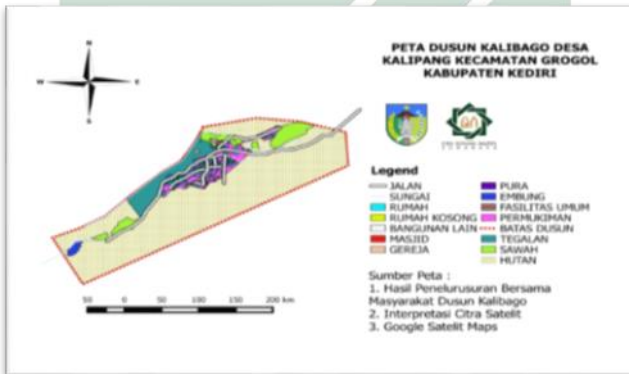 PETA DUSUN KALIBAGO DESA
KALIPANG KECAMATAN GROGOL
KABUPATEN KEDIRI
N
W E
S
Legend
JALAN
SUNGAI
RUMAH
RUMAH KOSONG
BANGUNAN LAIN
MASJID
GEREJA
PURA
EMBUNG
FASILITAS UMUM
PERMUKIMAN
BATAS DUSUN
TEGALAN
SAWAH
HUTAN
Sumber Peta :
1. Hasil Penelurusuran Bersama
Masyarakat Dusun Kalibago
2. Interpretasi Citra Satelit
3. Google Satelit Maps
50 0 50 100 150 200 km